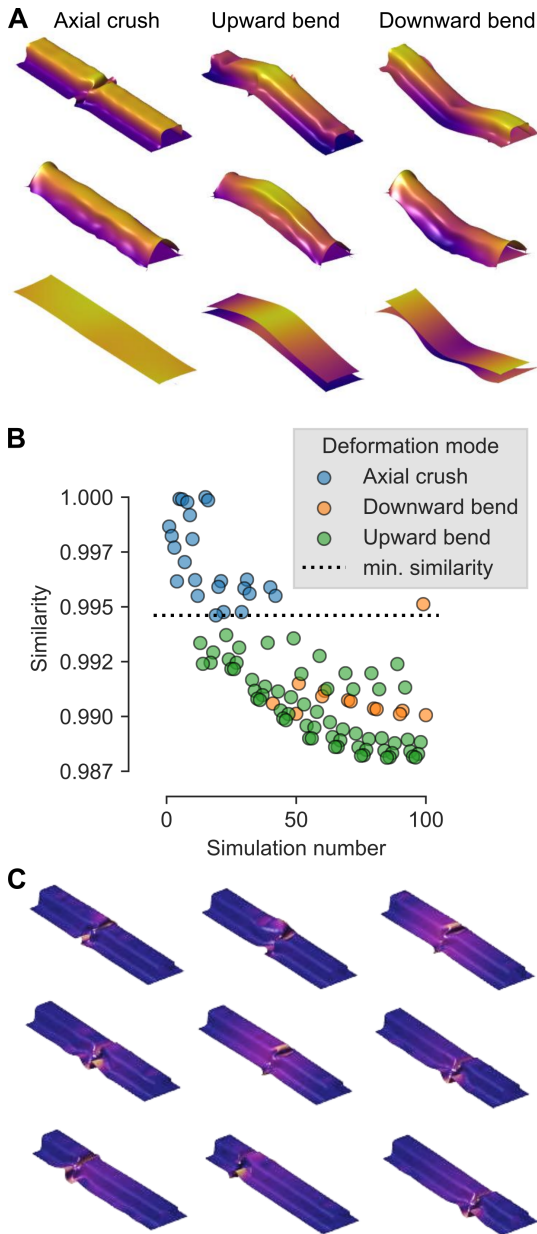 A
Axial crush
Upward bend
Downward bend
B
Deformation mode
Axial crush
Downward bend
Upward bend
min. similarity
Similarity
1.000
0.997
0.995
0.992
0.990
0.987
0
50
100
Simulation number
C